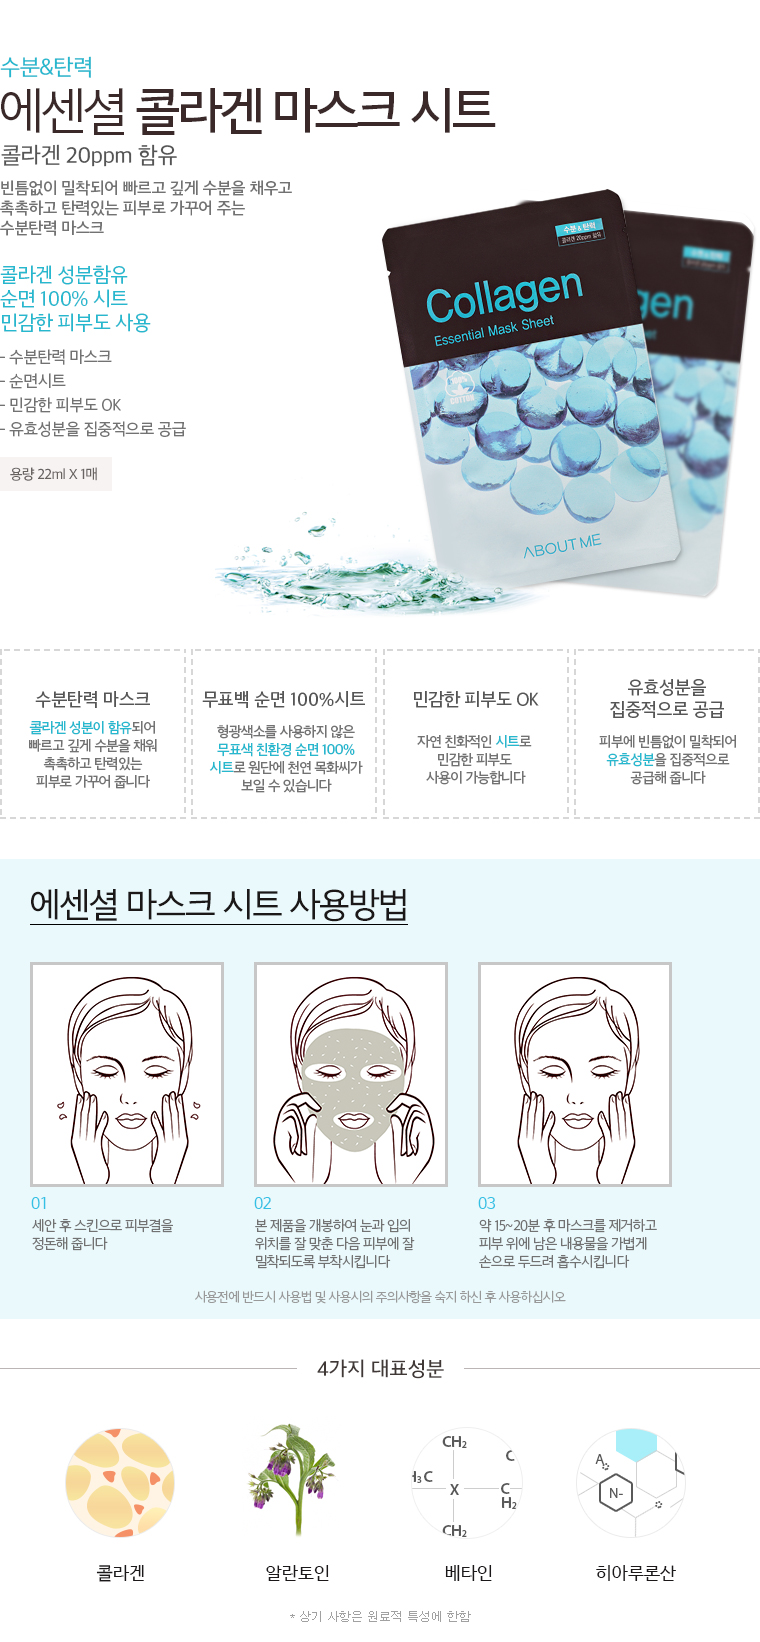 수분&탄력
에센셜 콜라겐 마스크 시트
콜라겐 20ppm 함유
빈틈없이 밀착되어 빠르고 깊게 수분을 채우고
촉촉하고 탄력있는 피부로 가꾸어 주는
수분탄력 마스크
콜라겐 성분함유
순면 100% 시트
민감한 피부도 사용
- 수분탄력 마스크
- 순면시트
- 민감한 피부도 OK
- 유효성분을 집중적으로 공급
용량 22ml X 1매
수분 & 탄력
콜라겐 20ppm 함유
Collagen
Essential Mask Sheet
100%
COTTON
ABOUT ME
gen
heet
수분탄력 마스크
콜라겐 성분이 함유되어
빠르고 깊게 수분을 채워
촉촉하고 탄력있는
피부로 가꾸어 줍니다
무표백 순면 100%시트
형광색소를 사용하지 않은
무표색 친환경 순면 100%
시트로 원단에 천연 목화씨가
보일 수 있습니다
민감한 피부도 OK
자연 친화적인 시트로
민감한 피부도
사용이 가능합니다
유효성분을
집중적으로 공급
피부에 빈틈없이 밀착되어
유효성분을 집중적으로
공급해 줍니다
에센셜 마스크 시트 사용방법
01
세안 후 스킨으로 피부결을
정돈해 줍니다
02
본 제품을 개봉하여 눈과 입의
위치를 잘 맞춘 다음 피부에 잘
밀착되도록 부착시킵니다
03
약 15~20분 후 마스크를 제거하고
피부 위에 남은 내용물을 가볍게
손으로 두드려 흡수시킵니다
사용전에 반드시 사용법 및 사용시의 주의사항을 숙지 하신 후 사용하십시오
4가지 대표성분
CH₂
C
H₃C
X
C
H₂
CH₂
A
N-
콜라겐
알란토인
베타인
히아루론산
* 상기 사항은 원료적 특성에 한함